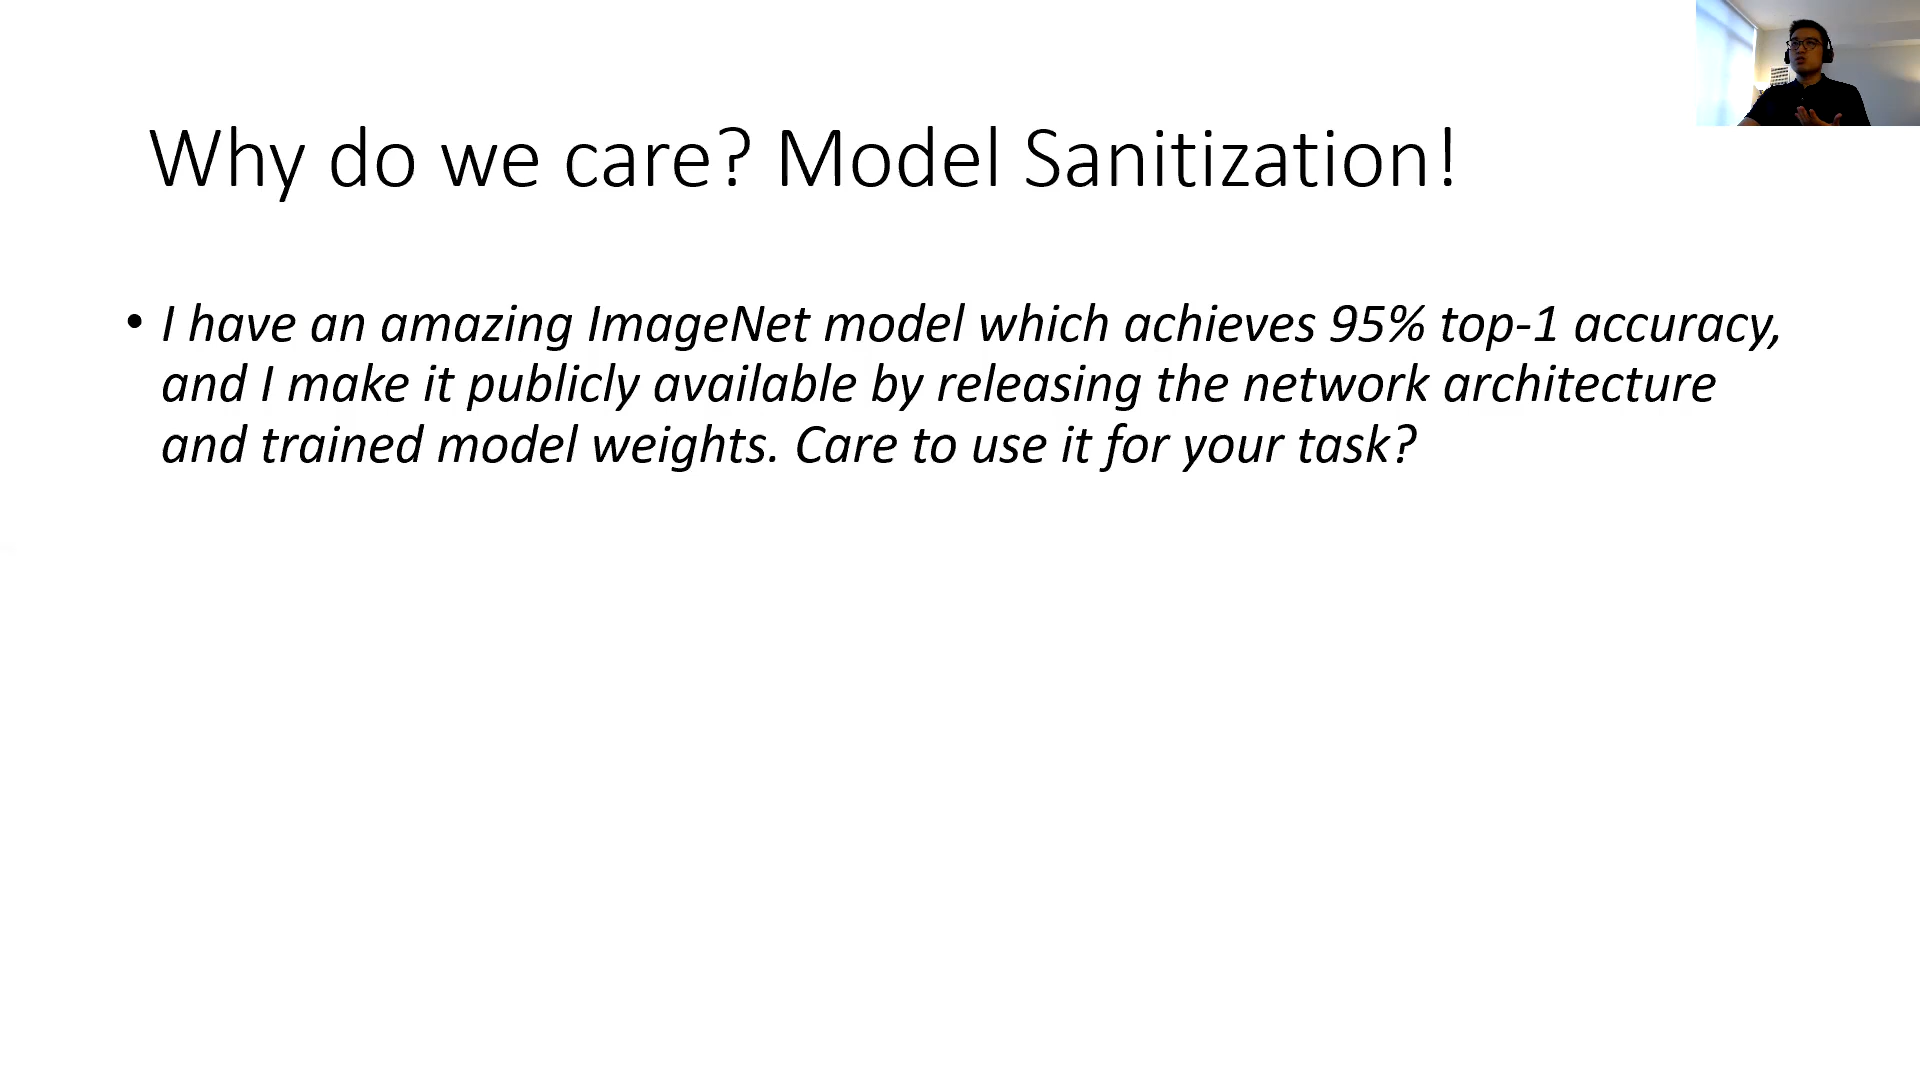 Why do we care? Model Sanitization!
• I have an amazing ImageNet model which achieves 95% top-1 accuracy,
and I make it publicly available by releasing the network architecture
and trained model weights. Care to use it for your task?